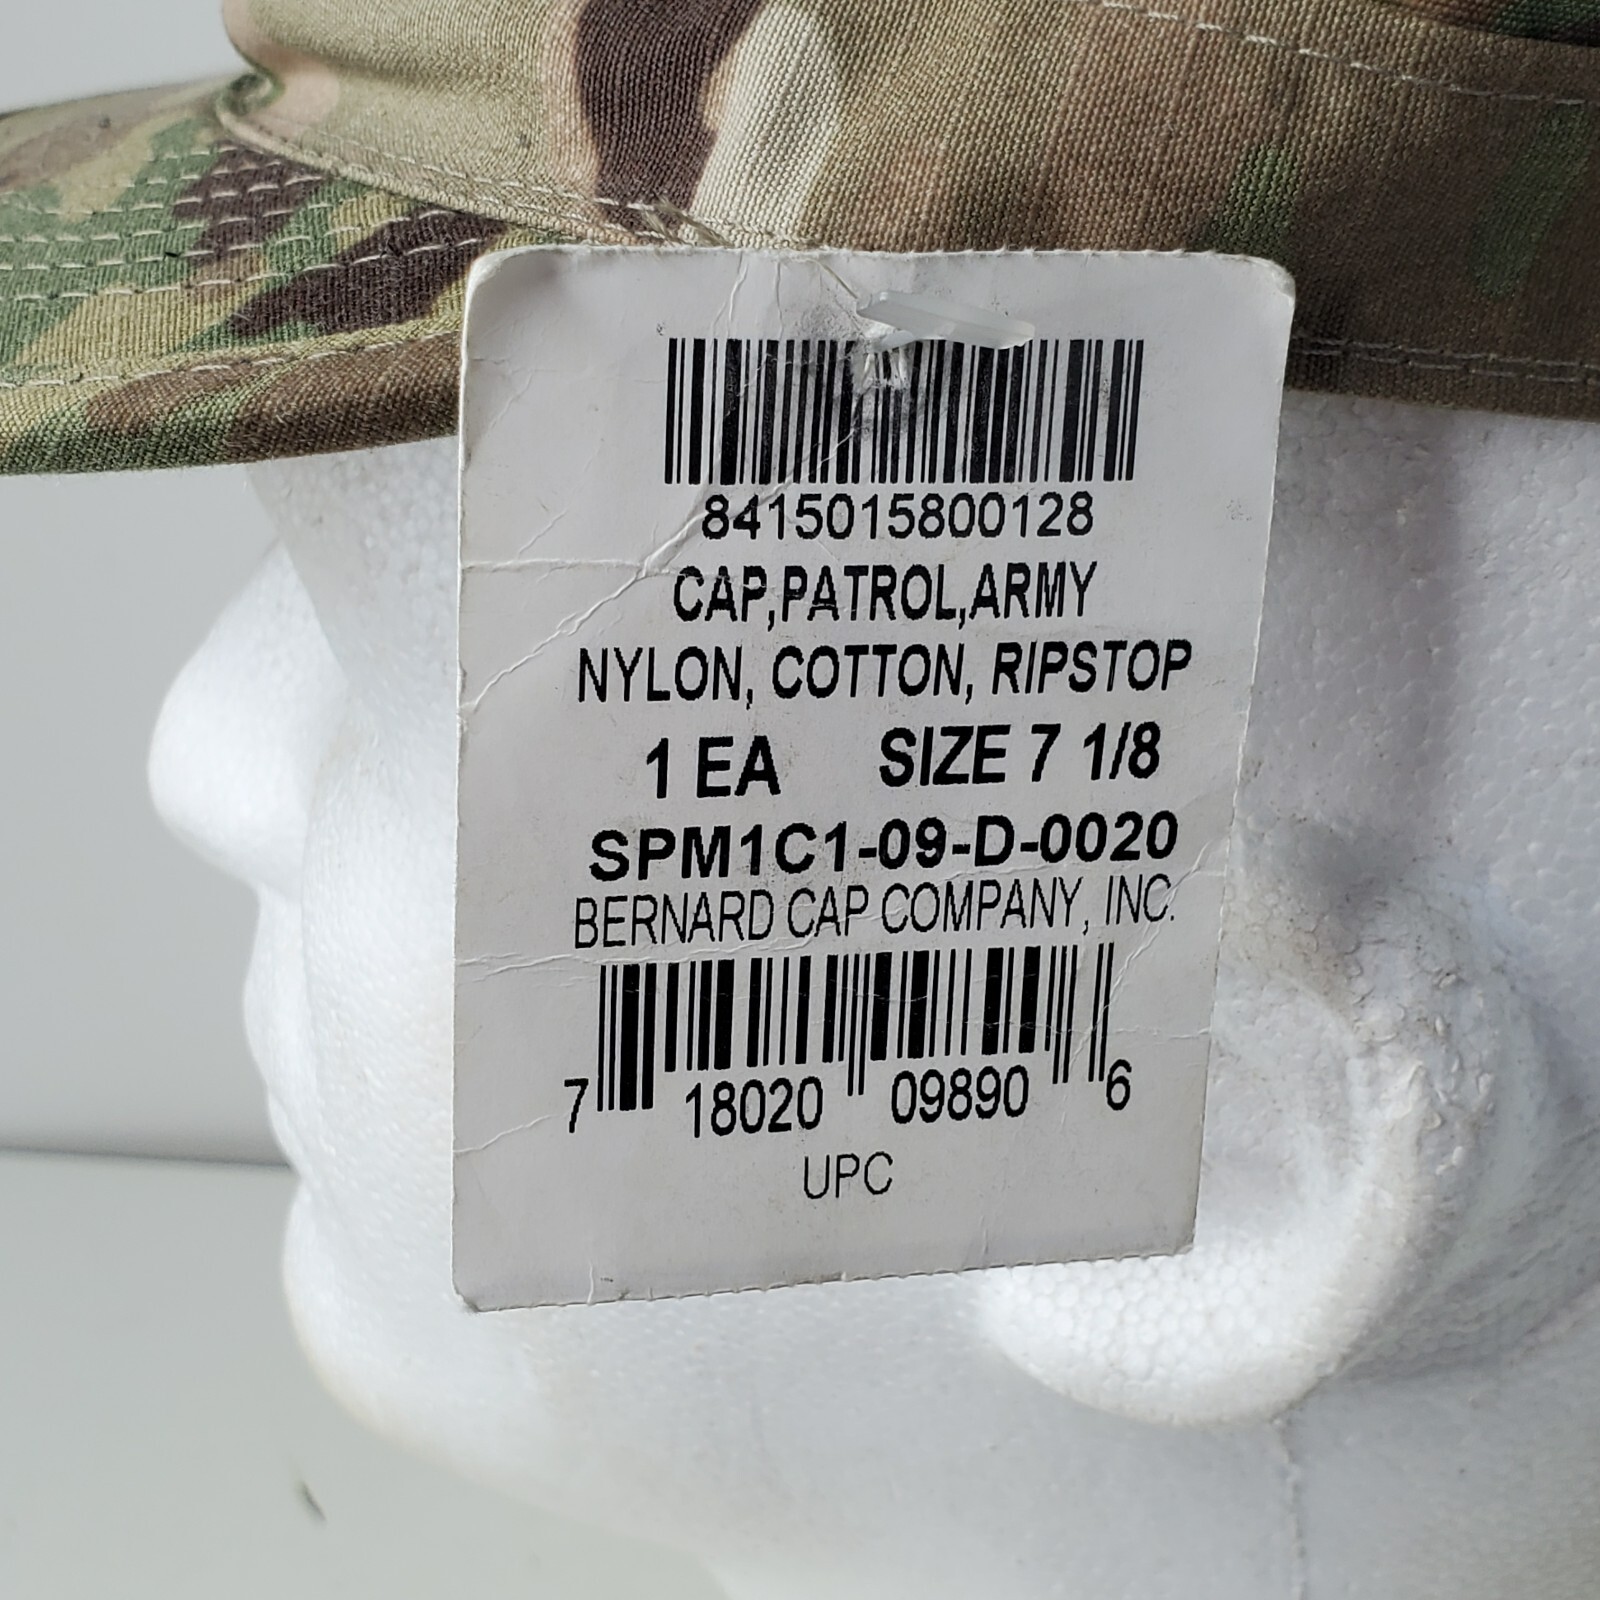 8415015800128
CAP,PATROL,ARMY
NYLON, COTTON, RIPSTOP
1 EA SIZE 7 1/8
SPM1C1-09-D-0020
BERNARD CAP COMPANY, INC.
7 18020 09890 6
UPC